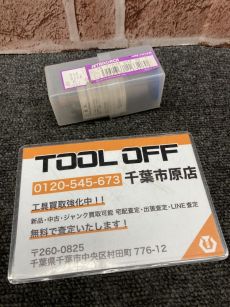 TOOL OFF
0120-545-673 千葉市原店
工具買取強化中!!
新品・中古・ジャンク買取可能 宅配査定・出張査定・LINE査定
無料で査定いたします!
〒260-0825
千葉県千葉市中央区村田町 776-12